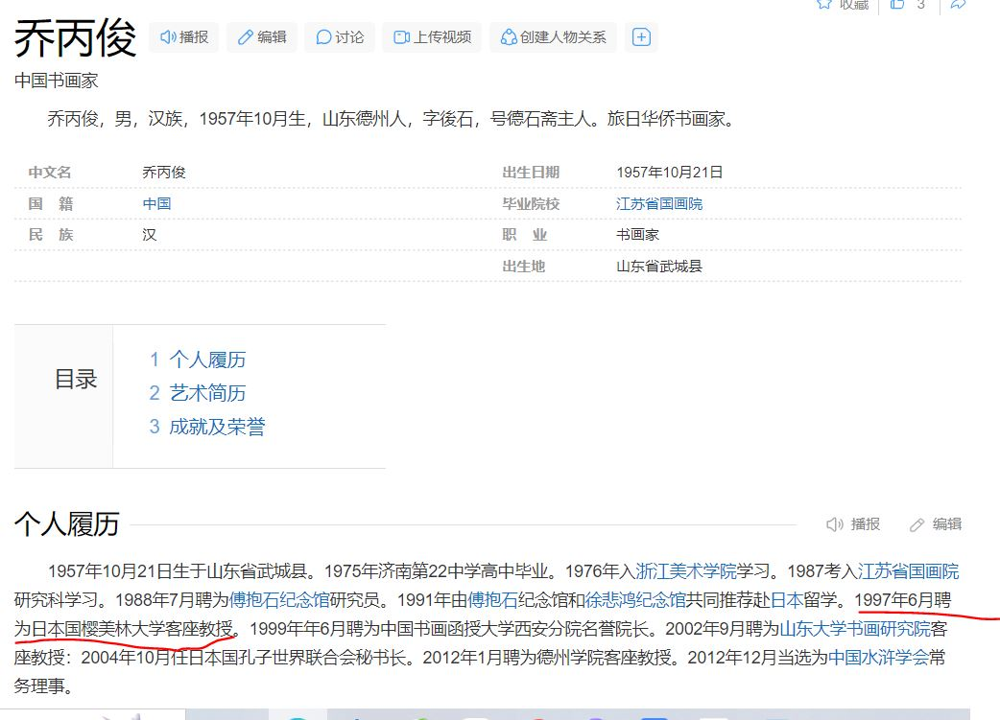 收藏 3
乔丙俊 播报 编辑 讨论 上传视频 创建人物关系
中国书画家
乔丙俊，男，汉族，1957年10月生，山东德州人，字後石，号德石斋主人。旅日华侨书画家。
中文名 乔丙俊 出生日期 1957年10月21日
国 籍 中国 毕业院校 江苏省国画院
民 族 汉 职 业 书画家
出生地 山东省武城县
目录
1 个人履历
2 艺术简历
3 成就及荣誉
个人履历 播报 编辑
1957年10月21日生于山东省武城县。1975年济南第22中学高中毕业。1976年入浙江美术学院学习。1987考入江苏省国画院
研究科学习。1988年7月聘为傅抱石纪念馆研究员。1991年由傅抱石纪念馆和徐悲鸿纪念馆共同推荐赴日本留学。1997年6月聘
为日本国樱美林大学客座教授。1999年年6月聘为中国书画函授大学西安分院名誉院长。2002年9月聘为山东大学书画研究院客
座教授：2004年10月任日本国孔子世界联合会秘书长。2012年1月聘为德州学院客座教授。2012年12月当选为中国水浒学会常
务理事。